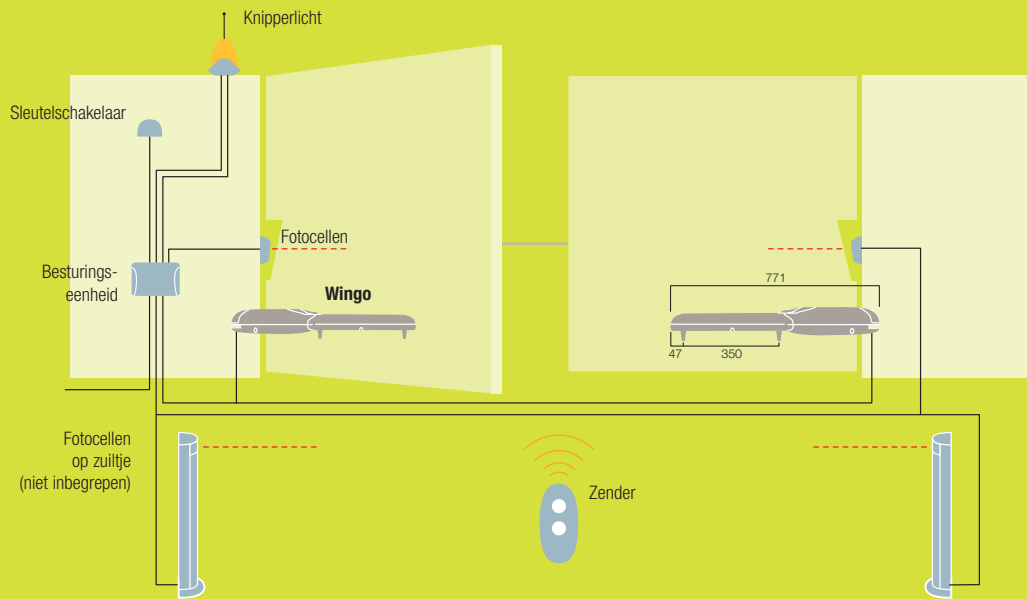 Knipperlicht
Sleutelschakelaar
Fotocellen
Besturings-
eenheid
Wingo
771
47
350
Fotocellen
op zuiltje
(niet inbegrepen)
Zender